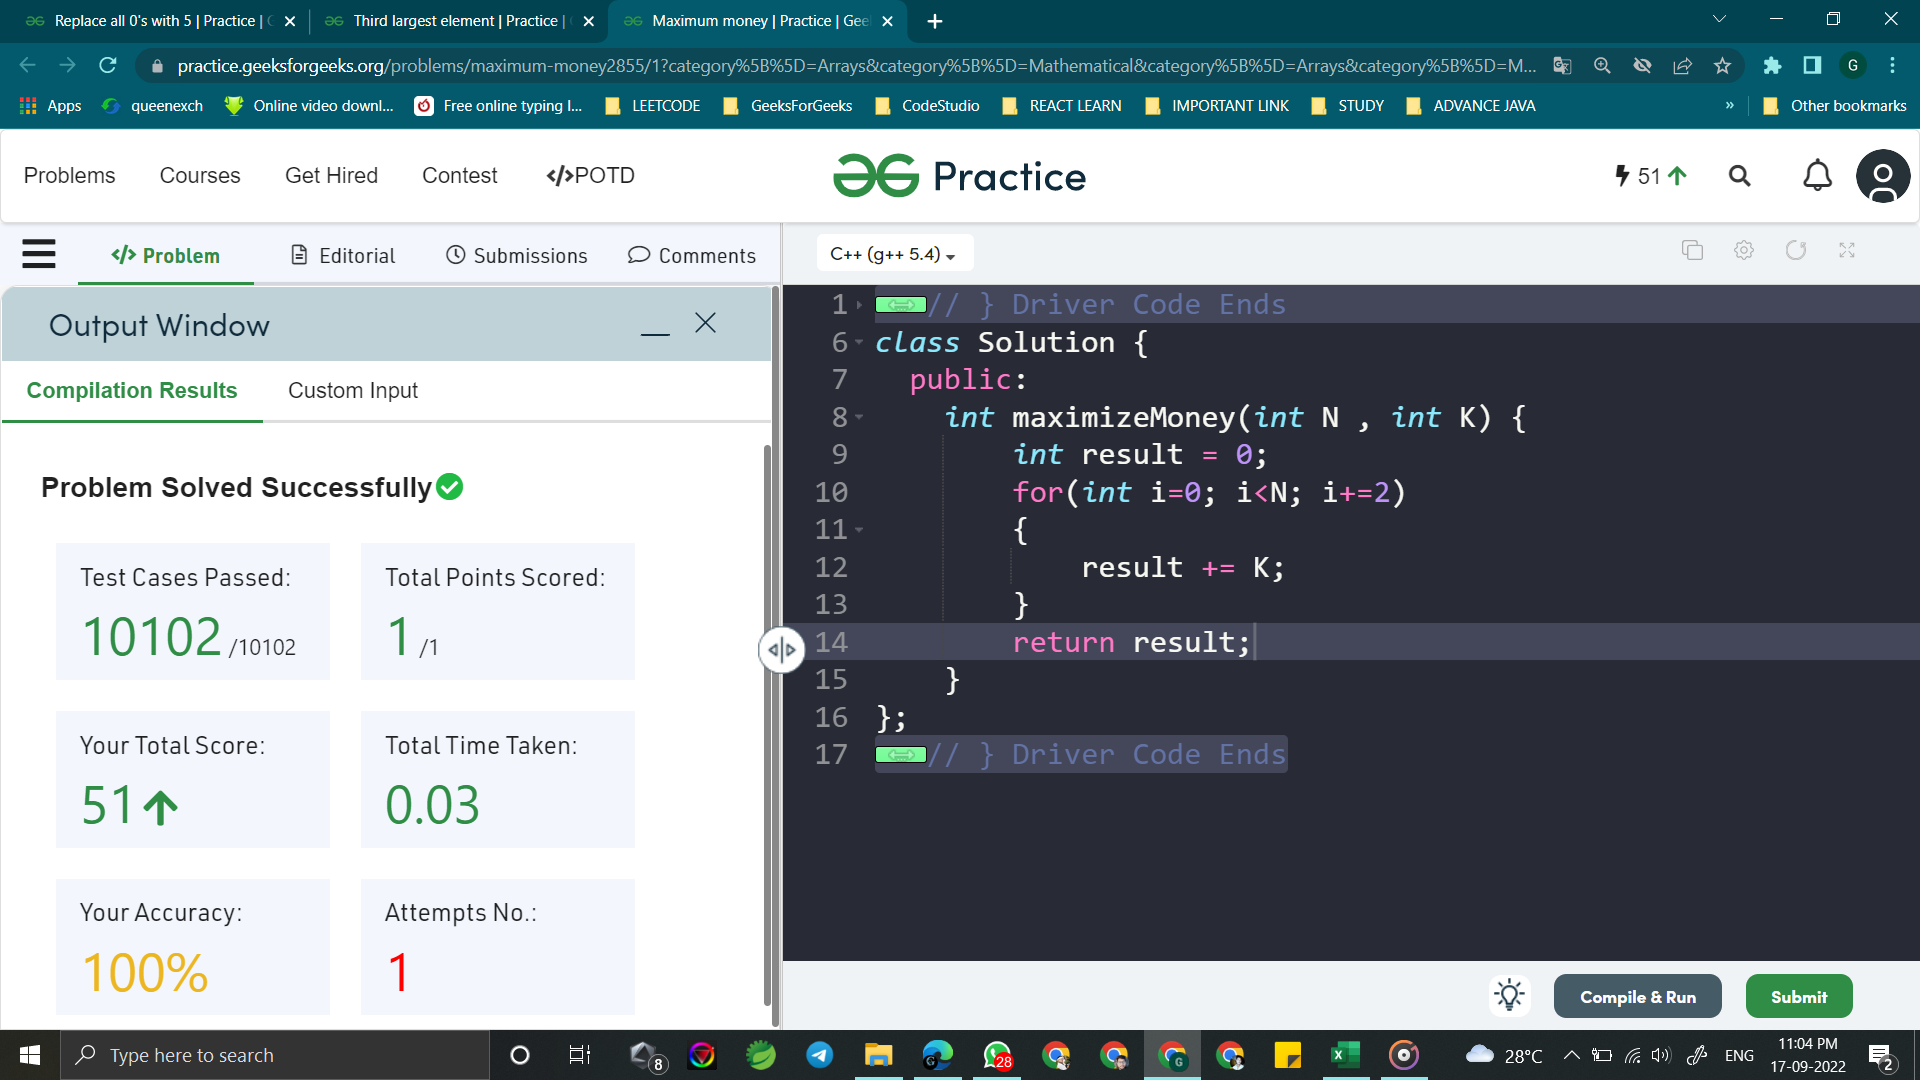 Replace all 0's with 5 | Practice |
Third largest element | Practice |
Maximum money | Practice | Gee
practice.geeksforgeeks.org/problems/maximum-money2855/1?category%5B%5D=Arrays&category%5B%5D=Mathematical&category%5B%5D=Arrays&category%5B%5D=M...
G
Apps
queenexch
Online video downl...
Free online typing l...
LEETCODE
GeeksForGeeks
CodeStudio
REACT LEARN
IMPORTANT LINK
STUDY
ADVANCE JAVA
»
Other bookmarks
Problems
Courses
Get Hired
Contest
</>POTD
Practice
51
</> Problem
Editorial
Submissions
Comments
C++ (g++ 5.4)
Output Window
Compilation Results
Custom Input
Problem Solved Successfully
Test Cases Passed:
10102 /10102
Total Points Scored:
1 /1
Your Total Score:
51
Total Time Taken:
0.03
Your Accuracy:
100%
Attempts No.:
1
1 // } Driver Code Ends
6 class Solution {
7 public:
8 int maximizeMoney(int N , int K) {
9 int result = 0;
10 for(int i=0; i<N; i+=2)
11 {
12 result += K;
13 }
14 return result;
15 }
16 };
17 // } Driver Code Ends
Compile & Run
Submit
Type here to search
8
28
28°C
ENG
11:04 PM
17-09-2022
2